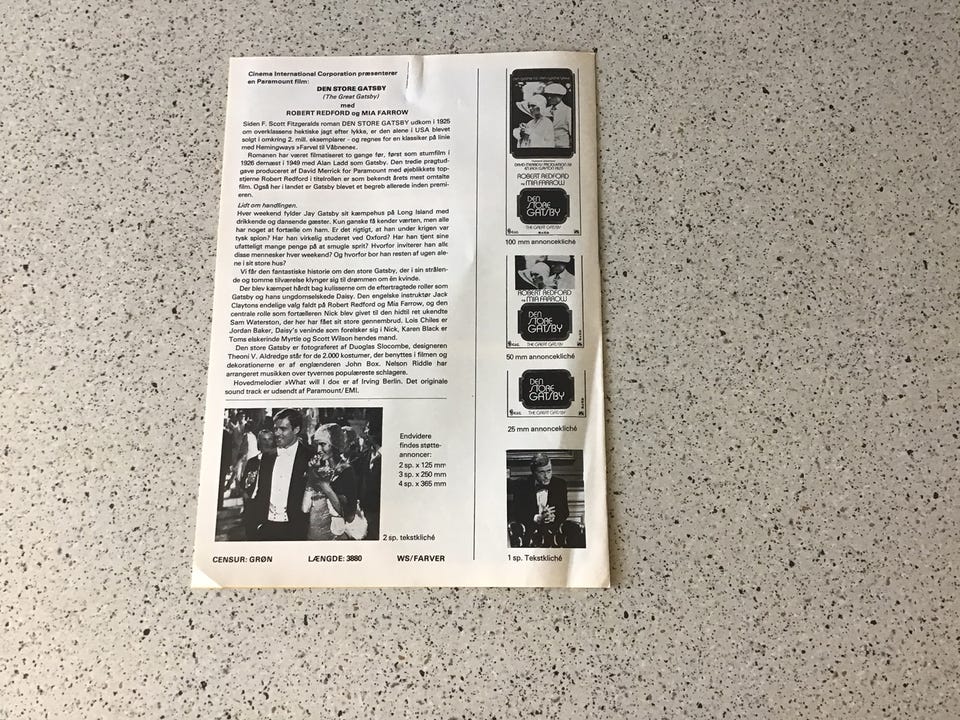 Cinema International Corporation præsenterer
en Paramount film:
DEN STORE GATSBY
(The Great Gatsby)
med
ROBERT REDFORD og MIA FARROW
Siden F. Scott Fitzgeralds roman DEN STORE GATSBY udkom i 1925
om overklassens hektiske jagt efter lykke, er den alene i USA blevet
solgt i omkring 2. mill. eksemplarer - og regnes for en klassiker på linie
med Hemingways »Farvel til Våbnene«.
Romanen har været filmatiseret to gange før, først som stumfilm i
1926 dernæst i 1949 med Alan Ladd som Gatsby. Den tredie pragtud-
gave produceret af David Merrick for Paramount med øjeblikkets top-
stjerne Robert Redford i titelrollen er som bekendt årets mest omtalte
film. Også her i landet er Gatsby blevet et begreb allerede inden premi-
eren.
Lidt om handlingen.
Hver weekend fylder Jay Gatsby sit kæmpehus på Long Island med
drikkende og dansende gæster. Kun ganske få kender værten, men alle
har noget at fortælle om ham. Er det rigtigt, at han under krigen var
tysk spion? Har han virkelig studeret ved Oxford? Har han tjent sine
ufatteligt mange penge på at smugle sprit? Hvorfor inviterer han alle
disse mennesker hver weekend? Og hvorfor bor han resten af ugen ale-
ne i sit store hus?
Vi får den fantastiske historie om den store Gatsby, der i sin strålen-
de og tomme tilværelse klynger sig til drømmen om én kvinde.
Der blev kæmpet hårdt bag kulisserne om de eftertragtede roller som
Gatsby og hans ungdomselskede Daisy. Den engelske instruktør Jack
Claytons endelige valg faldt på Robert Redford og Mia Farrow, og den
centrale rolle som fortælleren Nick blev givet til den hidtil ret ukendte
Sam Waterston, der her har fået sit store gennembrud. Lois Chiles er
Jordan Baker, Daisy's veninde som forelsker sig i Nick, Karen Black er
Toms elskerinde Myrtle og Scott Wilson hendes mand.
Den store Gatsby er fotograferet af Duoglas Slocombe, designeren
Theoni V. Aldredge står for de 2.000 kostumer, der benyttes i filmen og
dekorationerne er af englænderen John Box. Nelson Riddle har
arrangeret musikken over tyvernes populæreste schlagere.
Hovedmelodier »What will I do« er af Irving Berlin. Det originale
sound track er udsendt af Paramount/EMI.
Endvidere
findes støtte-
annoncer:
2 sp. x 125 mm
3 sp. x 250 mm
4 sp. x 365 mm
2 sp. tekstkliché
CENSUR: GRØN LÆNGDE: 3880 WS/FARVER
ROBERT REDFORD
MIA FARROW
DEN
STORE
GATSBY
THE GREAT GATSBY
100 mm annoncekliché
ROBERT REDFORD
MIA FARROW
DEN
STORE
GATSBY
THE GREAT GATSBY
50 mm annoncekliché
DEN
STORE
GATSBY
THE GREAT GATSBY
25 mm annoncekliché
1 sp. Tekstkliché